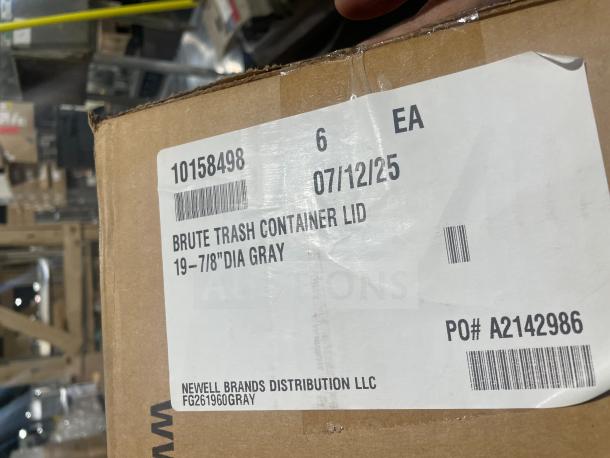 10158498 6 EA
07/12/25
BRUTE TRASH CONTAINER LID
19-7/8"DIA GRAY
AUCTIONS
PO# A2142986
NEWELL BRANDS DISTRIBUTION LLC
FG261960GRAY